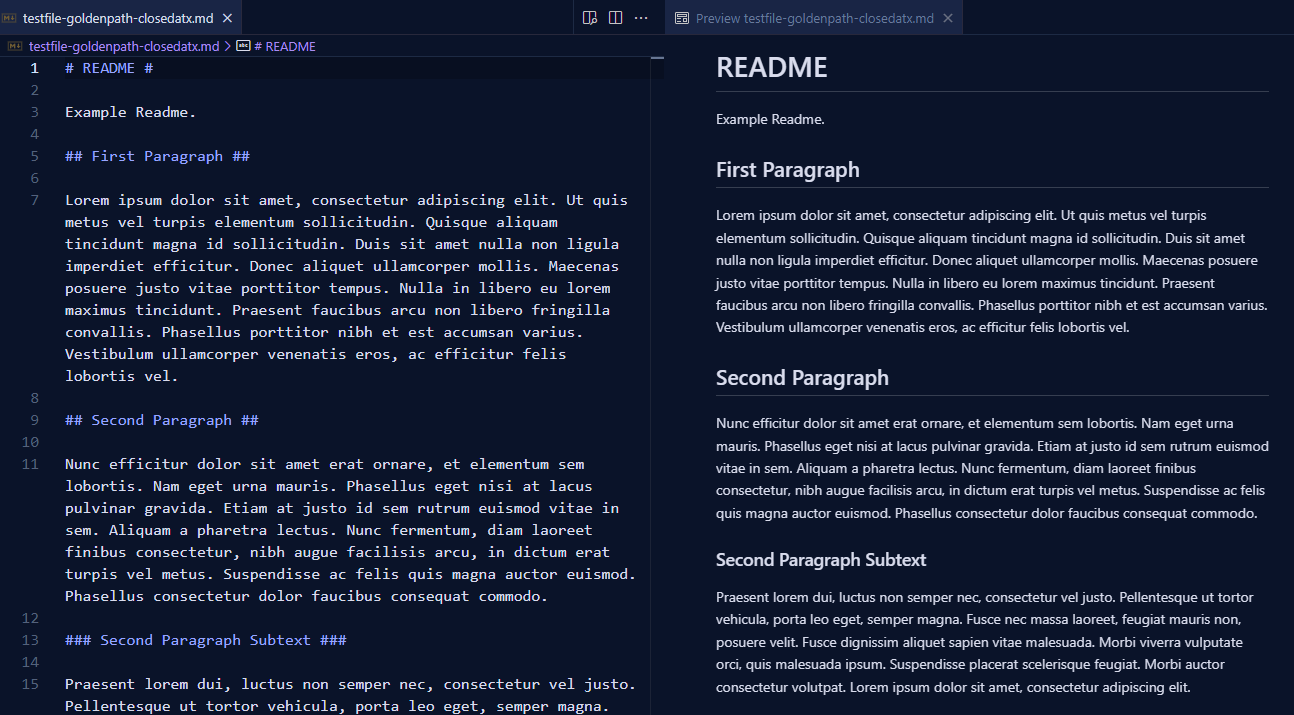 testfile-goldenpath-closedatx.md
Preview testfile-goldenpath-closedatx.md
testfile-goldenpath-closedatx.md > abc # README
1 # README #
2
3 Example Readme.
4
5 ## First Paragraph ##
6
7 Lorem ipsum dolor sit amet, consectetur adipiscing elit. Ut quis
metus vel turpis elementum sollicitudin. Quisque aliquam
tincidunt magna id sollicitudin. Duis sit amet nulla non ligula
imperdiet efficitur. Donec aliquet ullamcorper mollis. Maecenas
posuere justo vitae porttitor tempus. Nulla in libero eu lorem
maximus tincidunt. Praesent faucibus arcu non libero fringilla
convallis. Phasellus porttitor nibh et est accumsan varius.
Vestibulum ullamcorper venenatis eros, ac efficitur felis
lobortis vel.
8
9 ## Second Paragraph ##
10
11 Nunc efficitur dolor sit amet erat ornare, et elementum sem
lobortis. Nam eget urna mauris. Phasellus eget nisi at lacus
pulvinar gravida. Etiam at justo id sem rutrum euismod vitae in
sem. Aliquam a pharetra lectus. Nunc fermentum, diam laoreet
finibus consectetur, nibh augue facilisis arcu, in dictum erat
turpis vel metus. Suspendisse ac felis quis magna auctor euismod.
Phasellus consectetur dolor faucibus consequat commodo.
12
13 ### Second Paragraph Subtext ###
14
15 Praesent lorem dui, luctus non semper nec, consectetur vel justo.
Pellentesque ut tortor vehicula, porta leo eget, semper magna.
README
Example Readme.
First Paragraph
Lorem ipsum dolor sit amet, consectetur adipiscing elit. Ut quis metus vel turpis
elementum sollicitudin. Quisque aliquam tincidunt magna id sollicitudin. Duis sit amet
nulla non ligula imperdiet efficitur. Donec aliquet ullamcorper mollis. Maecenas posuere
justo vitae porttitor tempus. Nulla in libero eu lorem maximus tincidunt. Praesent
faucibus arcu non libero fringilla convallis. Phasellus porttitor nibh et est accumsan varius.
Vestibulum ullamcorper venenatis eros, ac efficitur felis lobortis vel.
Second Paragraph
Nunc efficitur dolor sit amet erat ornare, et elementum sem lobortis. Nam eget urna
mauris. Phasellus eget nisi at lacus pulvinar gravida. Etiam at justo id sem rutrum euismod
vitae in sem. Aliquam a pharetra lectus. Nunc fermentum, diam laoreet finibus
consectetur, nibh augue facilisis arcu, in dictum erat turpis vel metus. Suspendisse ac felis
quis magna auctor euismod. Phasellus consectetur dolor faucibus consequat commodo.
Second Paragraph Subtext
Praesent lorem dui, luctus non semper nec, consectetur vel justo. Pellentesque ut tortor
vehicula, porta leo eget, semper magna. Fusce nec massa laoreet, feugiat mauris non,
posuere velit. Fusce dignissim aliquet sapien vitae malesuada. Morbi viverra vulputate
orci, quis malesuada ipsum. Suspendisse placerat scelerisque feugiat. Morbi auctor
consectetur volutpat. Lorem ipsum dolor sit amet, consectetur adipiscing elit.